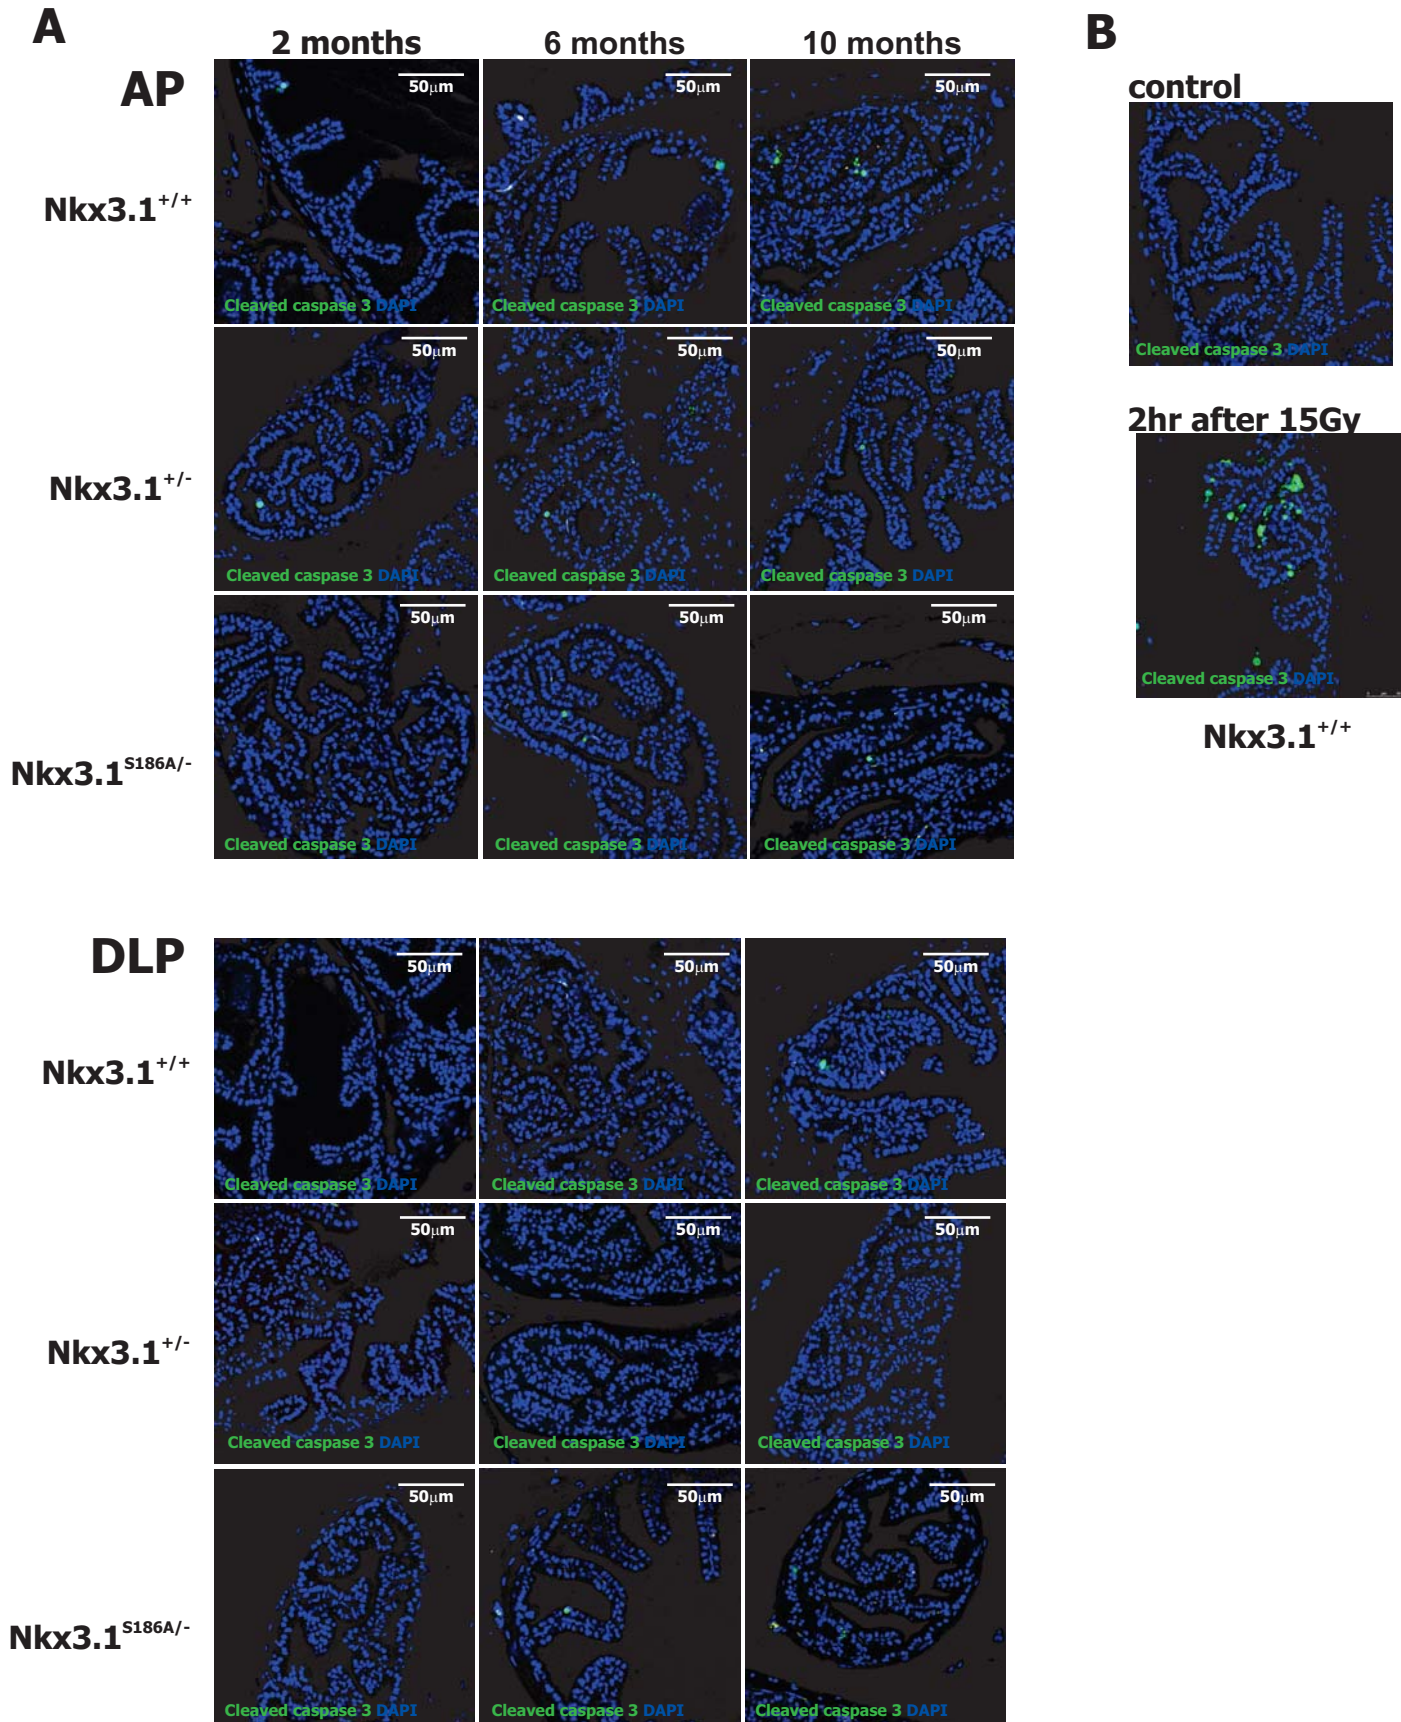 A
B
2 months 6 months 10 months
AP
control
50μm 50μm 50μm
Nkx3.1+/+
Cleaved caspase 3 DAPI Cleaved caspase 3 DAPI Cleaved caspase 3 DAPI
Cleaved caspase 3 DAPI
50μm 50μm 50μm
2hr after 15Gy
Nkx3.1+/-
Cleaved caspase 3 DAPI Cleaved caspase 3 DAPI Cleaved caspase 3 DAPI
50μm 50μm 50μm
Cleaved caspase 3 DAPI
Nkx3.1+/+
Nkx3.1S186A/-
Cleaved caspase 3 DAPI Cleaved caspase 3 DAPI Cleaved caspase 3 DAPI
DLP
50μm 50μm 50μm
Nkx3.1+/+
Cleaved caspase 3 DAPI Cleaved caspase 3 DAPI Cleaved caspase 3 DAPI
50μm 50μm 50μm
Nkx3.1+/-
Cleaved caspase 3 DAPI Cleaved caspase 3 DAPI Cleaved caspase 3 DAPI
50μm 50μm 50μm
Nkx3.1S186A/-
Cleaved caspase 3 DAPI Cleaved caspase 3 DAPI Cleaved caspase 3 DAPI